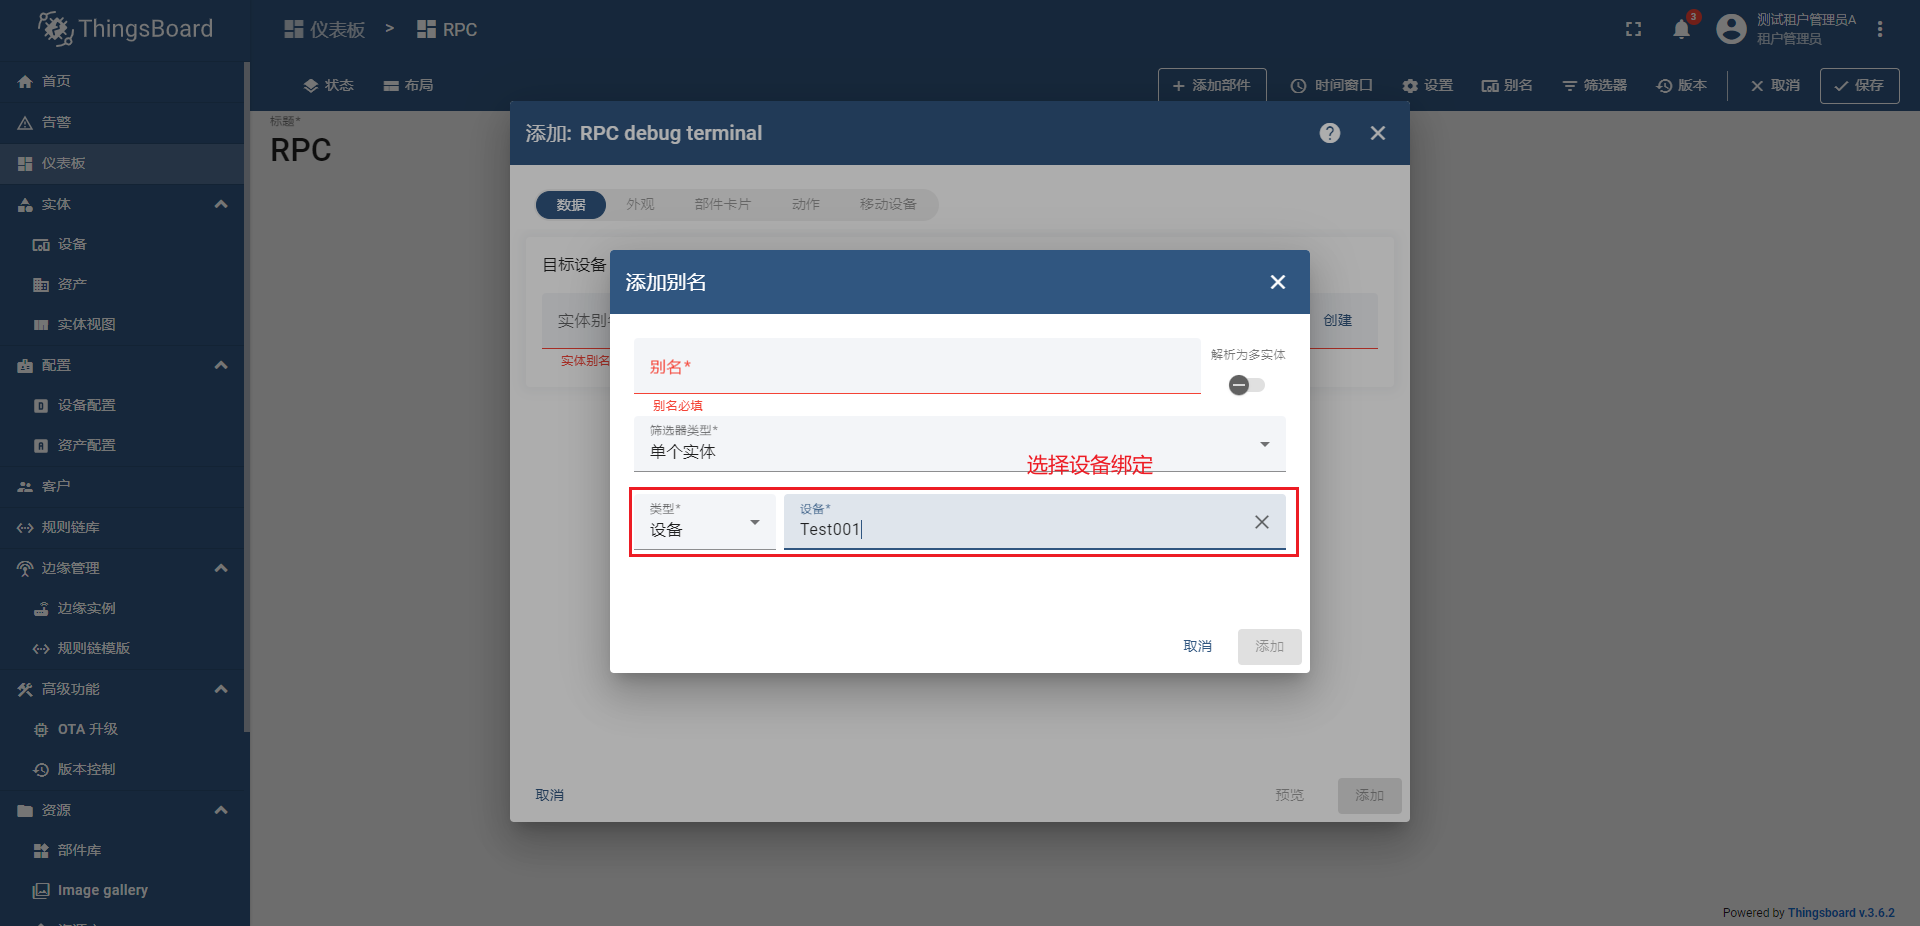 ThingsBoard
仪表板 > RPC
3
测试租户管理员A
租户管理员
首页
告警
仪表板
实体
设备
资产
实体视图
配置
设备配置
资产配置
客户
规则链库
边缘管理
边缘实例
规则链模版
高级功能
OTA 升级
版本控制
资源
部件库
Image gallery
状态
布局
添加部件
时间窗口
设置
别名
筛选器
版本
取消
保存
标题*
RPC
添加: RPC debug terminal
数据
外观
部件卡片
动作
移动设备
目标设备
实体别
创建
实体别名
添加别名
别名*
别名必填
解析为多实体
筛选器类型*
单个实体
选择设备绑定
类型*
设备
设备*
Test001
取消
添加
取消
预览
添加
Powered by Thingsboard v.3.6.2